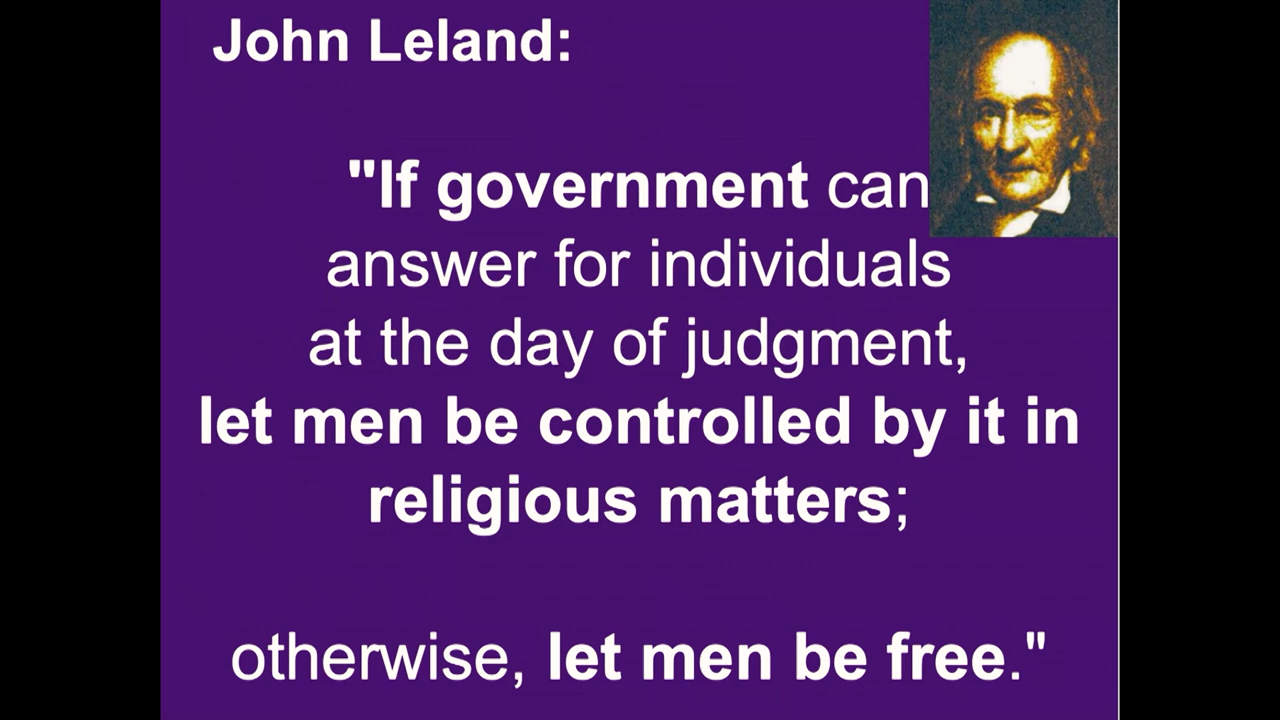 John Leland:
"If government can
answer for individuals
at the day of judgment,
let men be controlled by it in
religious matters;
otherwise, let men be free."